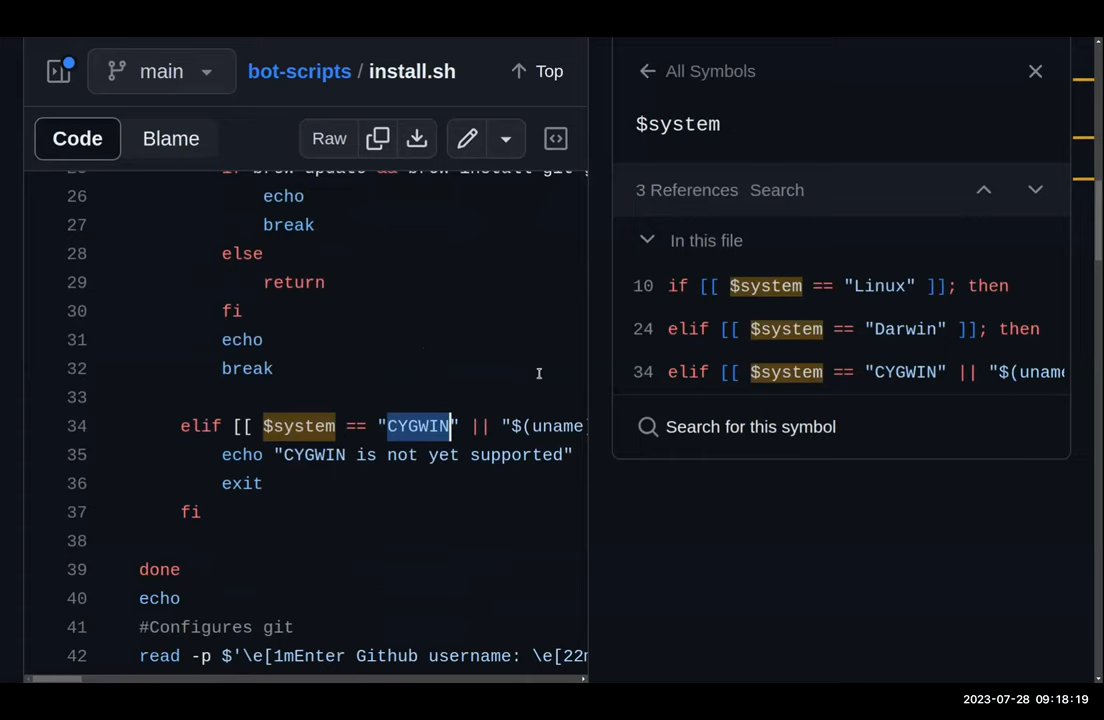 main
bot-scripts / install.sh
Top
Code
Blame
Raw
26 echo
27 break
28 else
29 return
30 fi
31 echo
32 break
33
34 elif [[ $system == "CYGWIN" || "$(uname
35 echo "CYGWIN is not yet supported"
36 exit
37 fi
38
39 done
40 echo
41 #Configures git
42 read -p $'\e[1mEnter Github username: \e[22m
All Symbols
$system
3 References Search
In this file
10 if [[ $system == "Linux" ]]; then
24 elif [[ $system == "Darwin" ]]; then
34 elif [[ $system == "CYGWIN" || "$(uname
Search for this symbol
2023-07-28 09:18:19